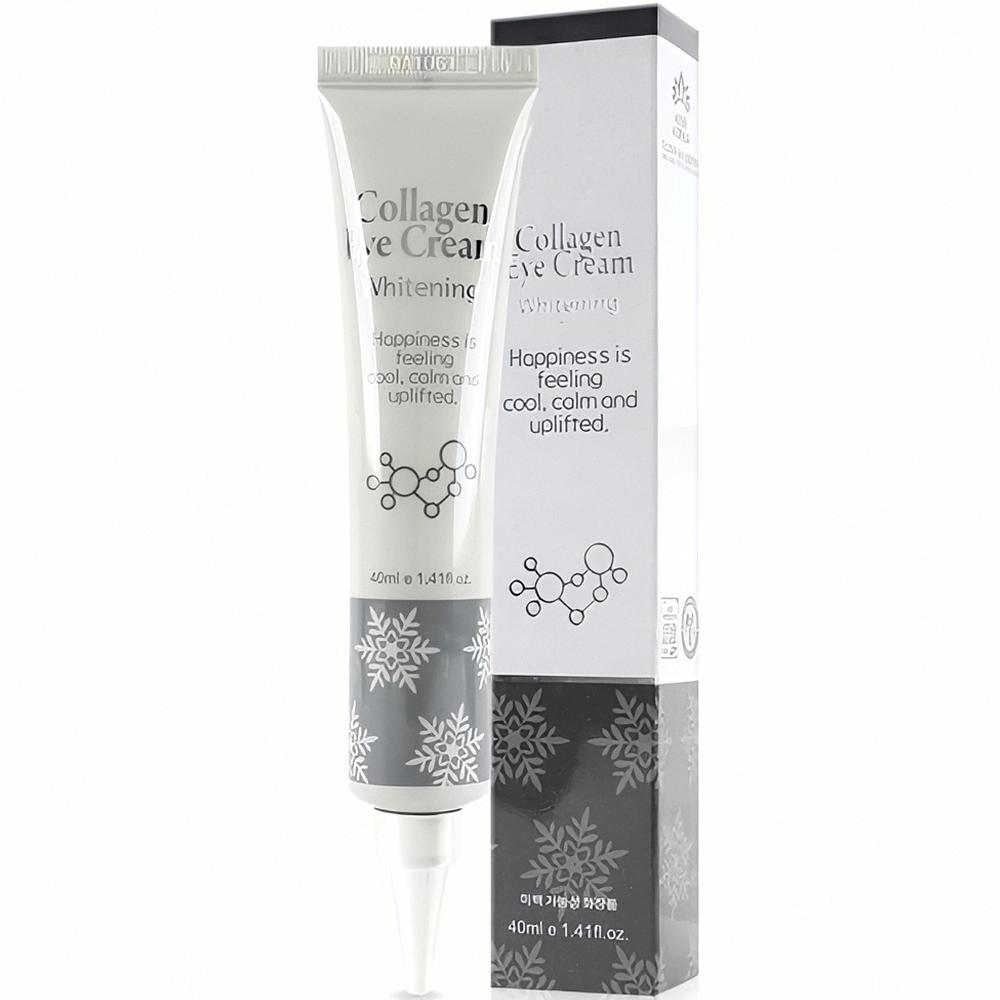 Collagen
Eye Cream
Whitening
Happiness is
feeling
cool, calm and
uplifted.
40ml e 1.41fl.oz.
Collagen
Eye Cream
Whitening
Happiness is
feeling
cool, calm and
uplifted.
미백 기능성 화장품
40ml e 1.41fl.oz.